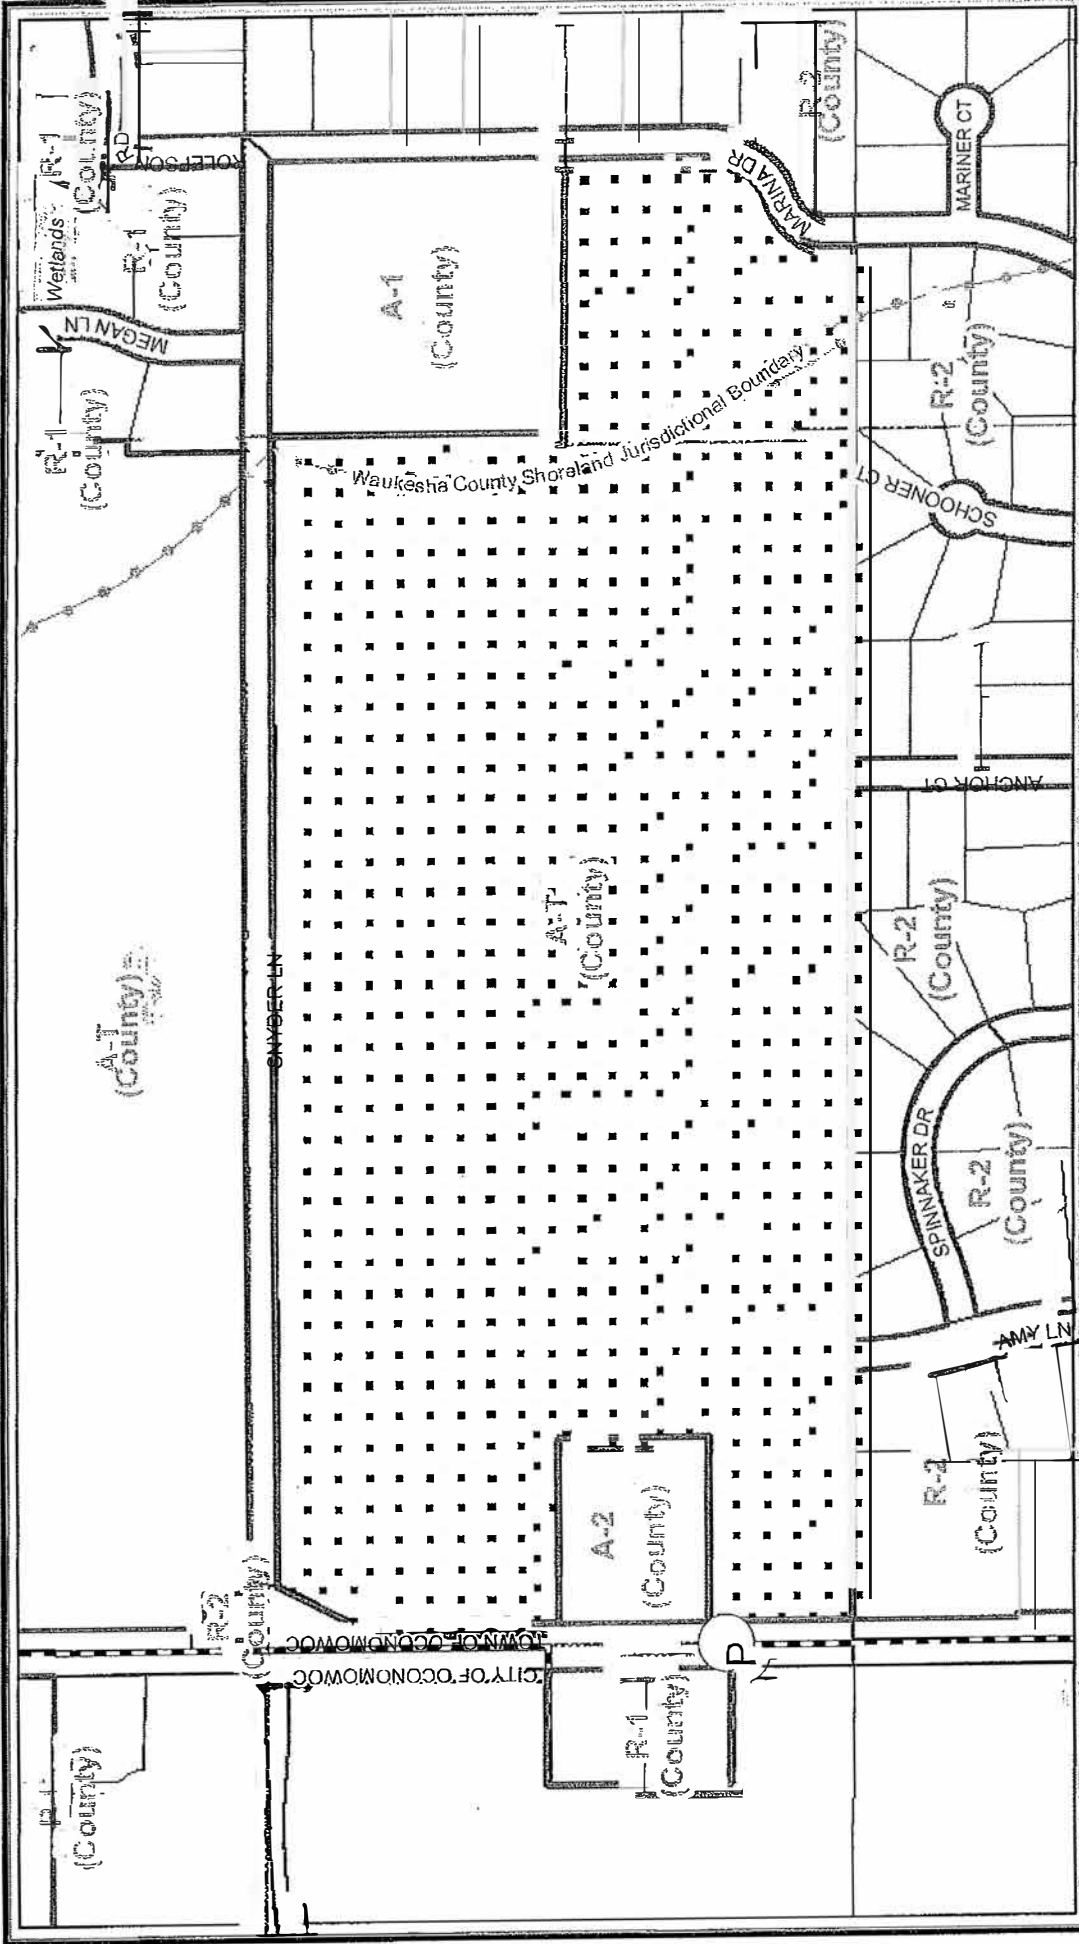 R-1
(County)
Wetlands
ROLEFSON
RD
R-1
(County)
MEGAN LN
R-1
(County)
A-1
(County)
MARINA DR
MARINA DR
R-2
(County)
MARINER CT
Waukesha County Shoreland Jurisdictional Boundary
R-2
(County)
SCHOONER CT
ANCHOR CT
A-T
(County)
SNYDER LN
A-T
(County)
R-2
(County)
SPINNAKER DR
R-2
(County)
AMY LN
R-2
(County)
A-2
(County)
R-2
(County)
TOWN OF OCONOMOWOC
CITY OF OCONOMOWOC
P
R-1
(County)
(County)